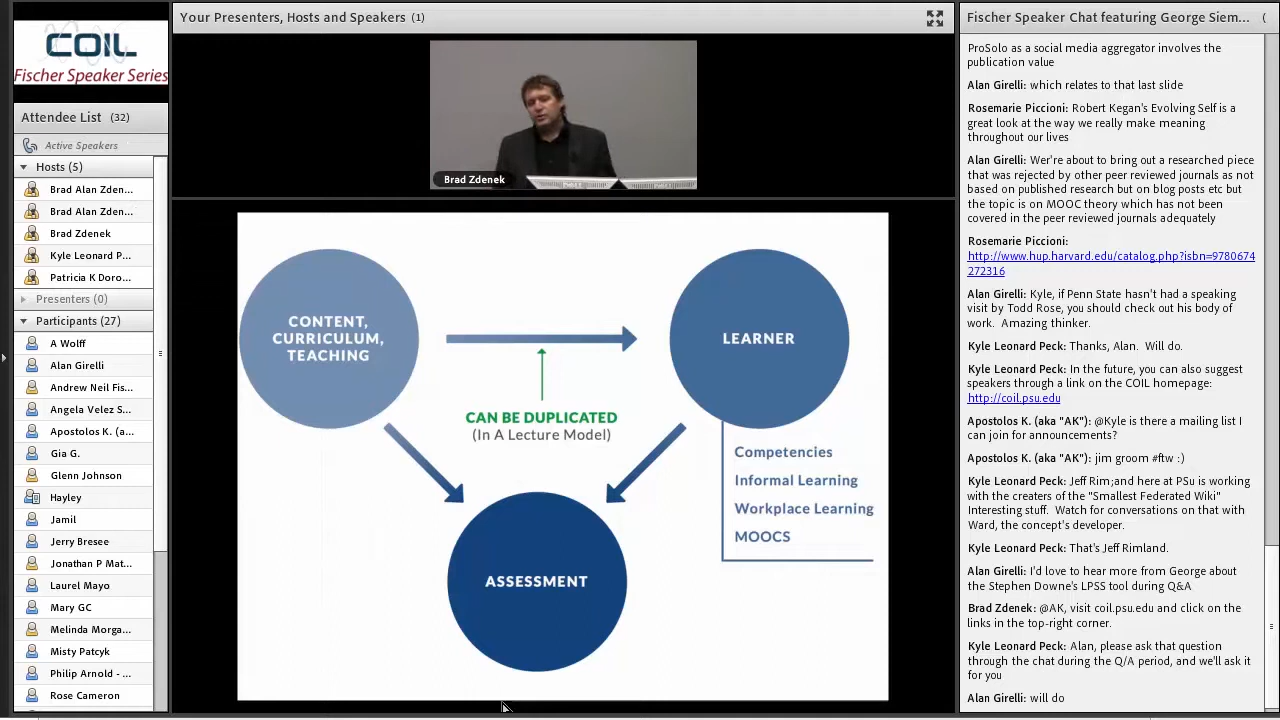 COIL
Fischer Speaker Series
Attendee List (32)
Active Speakers
Hosts (5)
Brad Alan Zden...
Brad Alan Zden...
Brad Zdenek
Kyle Leonard P...
Patricia K Doro...
Presenters (0)
Participants (27)
A Wolff
Alan Girelli
Andrew Neil Fis...
Angela Velez S...
Apostolos K. (a...
Gia G.
Glenn Johnson
Hayley
Jamil
Jerry Bresee
Jonathan P Mat...
Laurel Mayo
Mary GC
Melinda Morga...
Misty Patcyk
Philip Arnold - ...
Rose Cameron
Your Presenters, Hosts and Speakers (1)
Brad Zdenek
CONTENT,
CURRICULUM,
TEACHING
LEARNER
CAN BE DUPLICATED
(In A Lecture Model)
Competencies
Informal Learning
Workplace Learning
MOOCS
ASSESSMENT
Fischer Speaker Chat featuring George Siem... (
ProSolo as a social media aggregator involves the
publication value
Alan Girelli: which relates to that last slide
Rosemarie Piccioni: Robert Kegan's Evolving Self is a
great look at the way we really make meaning
throughout our lives
Alan Girelli: Wer're about to bring out a researched piece
that was rejected by one peer reviewed journal as not
based on published research but on blog posts etc but
the topic is on MOOC theory which has not been
covered in the peer reviewed journals adequately
Rosemarie Piccioni:
http://www.hup.harvard.edu/catalog.php?isbn=9780674
272316
Alan Girelli: Kyle, if Penn State hasn't had a speaking
visit by Todd Rose, you should check out his body of
work. Amazing thinker.
Kyle Leonard Peck: Thanks, Alan. Will do.
Kyle Leonard Peck: In the future, you can also suggest
speakers through a link on the COIL homepage:
http://coil.psu.edu
Apostolos K. (aka "AK"): @Kyle is there a mailing list I
can join for announcements?
Apostolos K. (aka "AK"): jim groom #ftw :)
Kyle Leonard Peck: Jeff Rim;and here at PSu is working
with the creators of the "Smallest Federated Wiki"
Interesting stuff. Watch for conversations on that with
Ward, the concept's developer.
Kyle Leonard Peck: That's Jeff Rimland.
Alan Girelli: I'd love to hear more from George about
the Stephen Downe's LPSS tool during Q&A
Brad Zdenek: @AK, visit coil.psu.edu and click on the
links in the top-right corner.
Kyle Leonard Peck: Alan, please ask that question
through the chat during the Q/A period, and we'll ask it
for you
Alan Girelli: will do